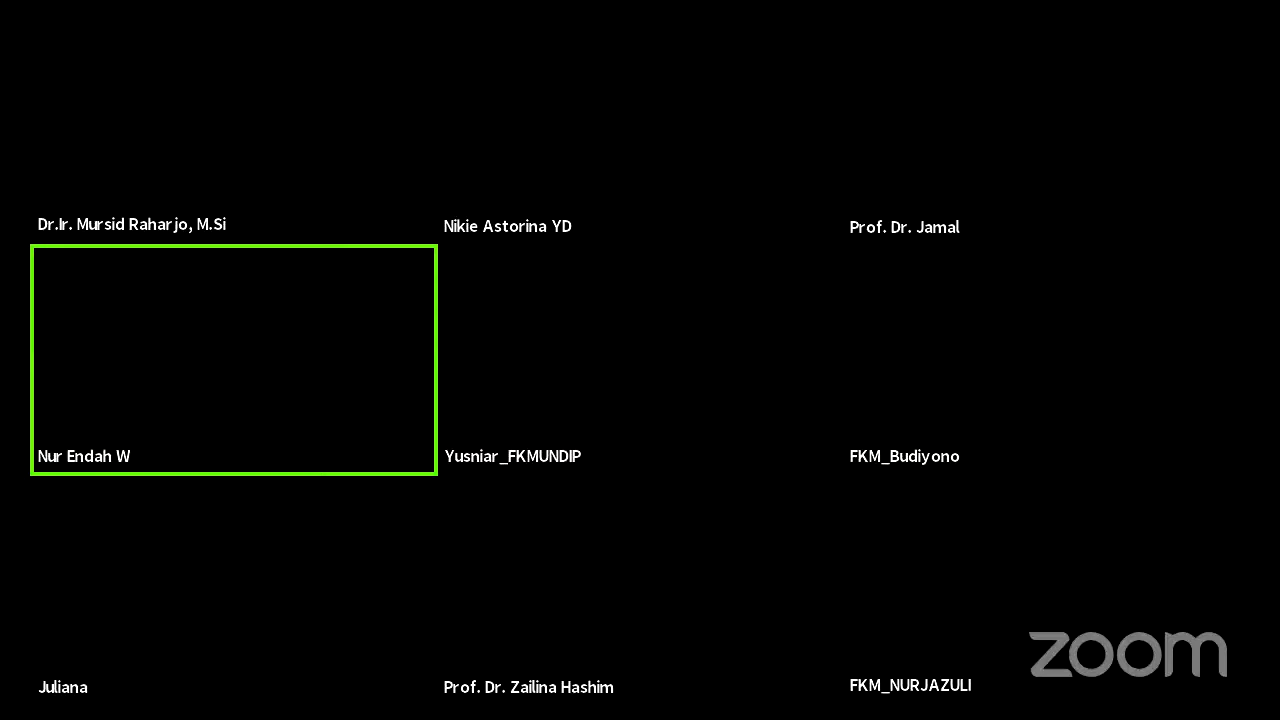 Dr.Ir. Mursid Raharjo, M.Si
Nikie Astorina YD
Prof. Dr. Jamal
Nur Endah W
Yusniar_FKMUNDIP
FKM_Budiyono
zoom
Juliana
Prof. Dr. Zailina Hashim
FKM_NURJAZULI